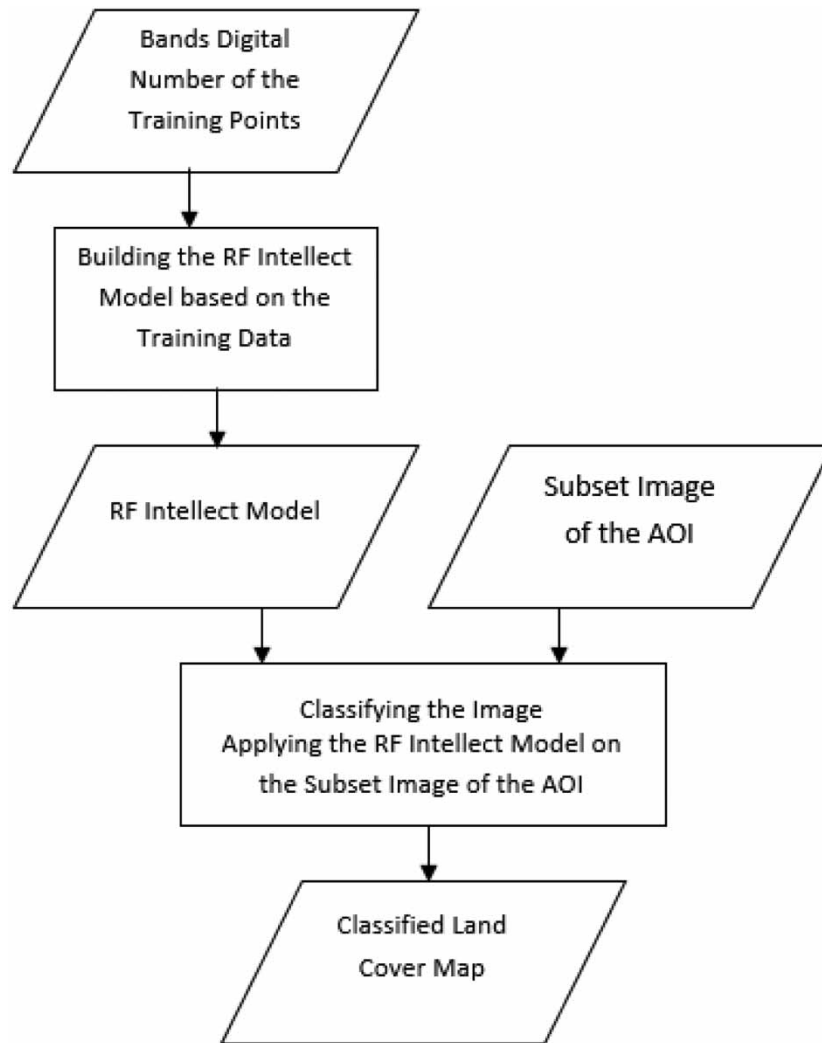 Bands Digital
Number of the
Training Points
Building the RF Intellect
Model based on the
Training Data
RF Intellect Model
Subset Image
of the AOI
Classifying the Image
Applying the RF Intellect Model on
the Subset Image of the AOI
Classified Land
Cover Map